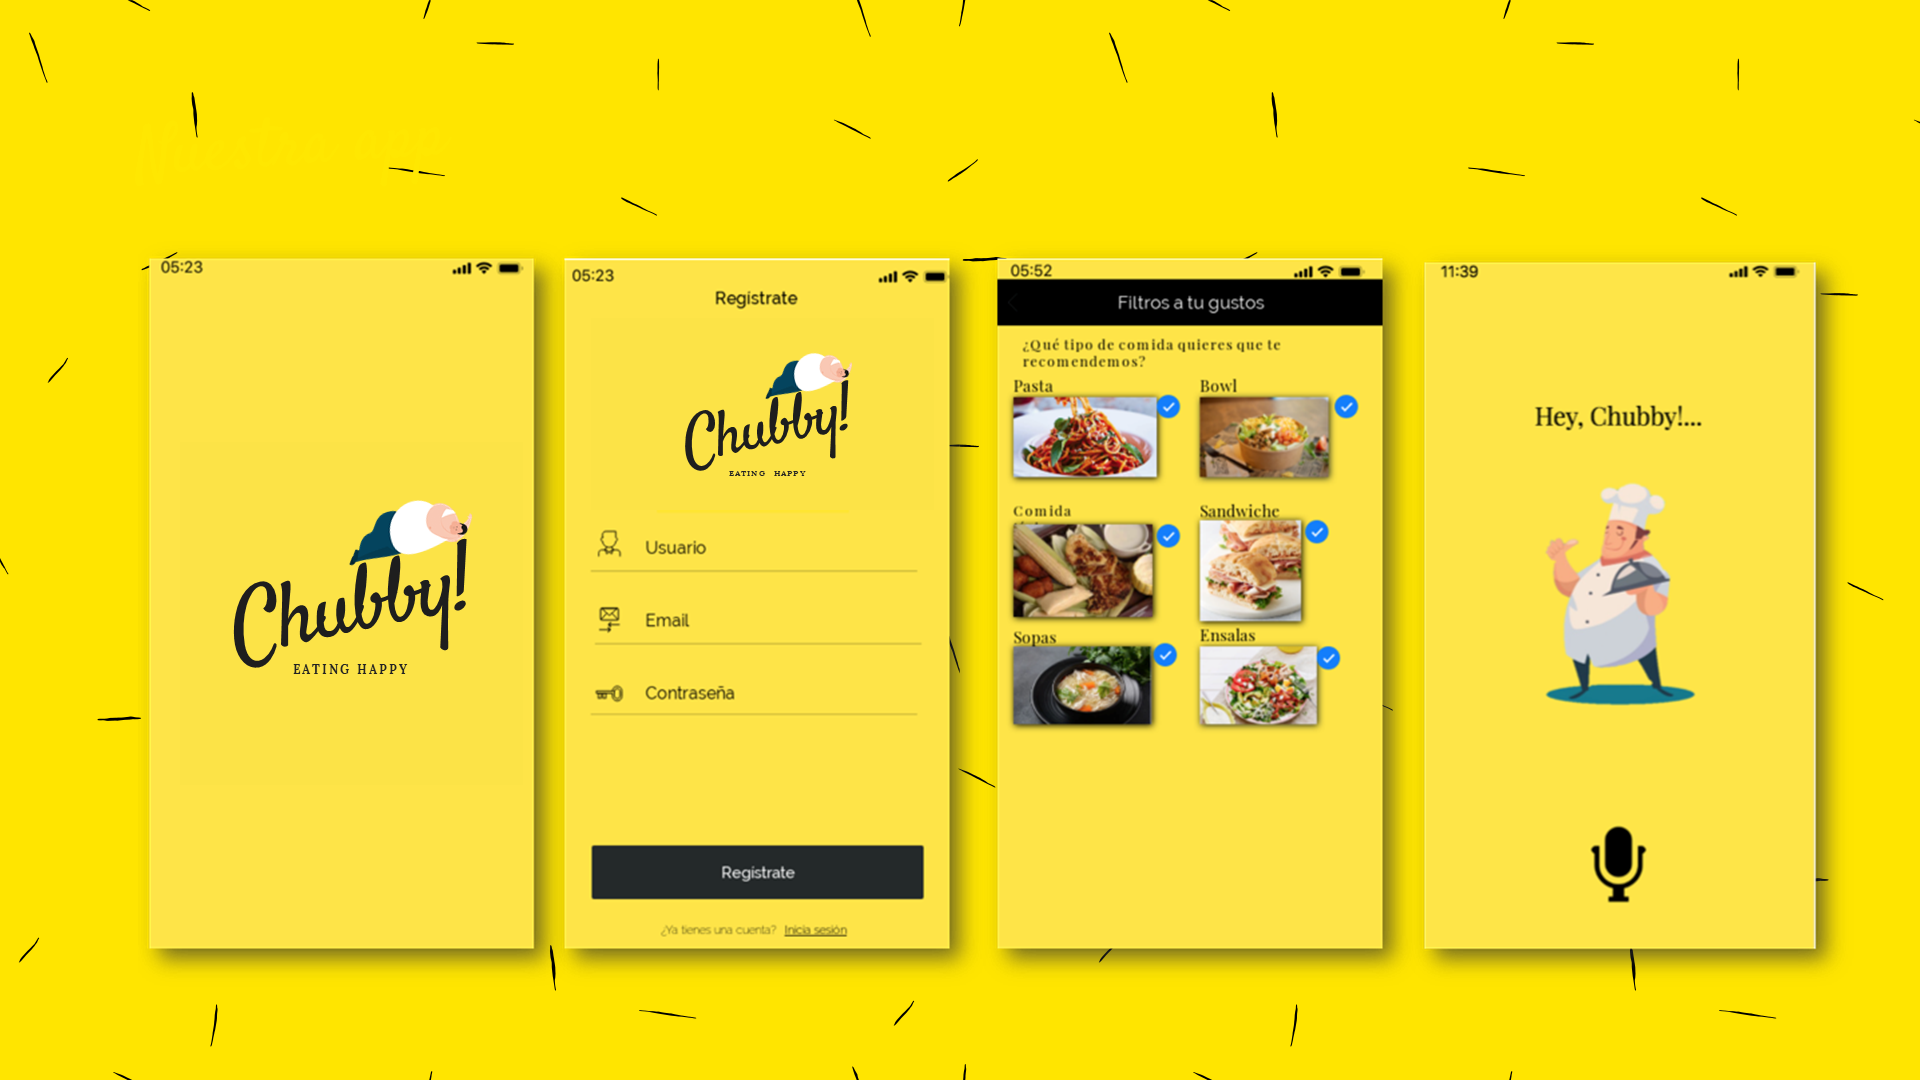 05:23
Chubby!
EATING HAPPY
05:23
Regístrate
Chubby!
EATING HAPPY
Usuario
Email
Contraseña
Regístrate
¿Ya tienes una cuenta? Inicia sesión
05:52
Filtros a tu gustos
¿Qué tipo de comida quieres que te
recomendemos?
Pasta
Bowl
Comida
Sandwiche
Sopas
Ensalas
11:39
Hey, Chubby!...